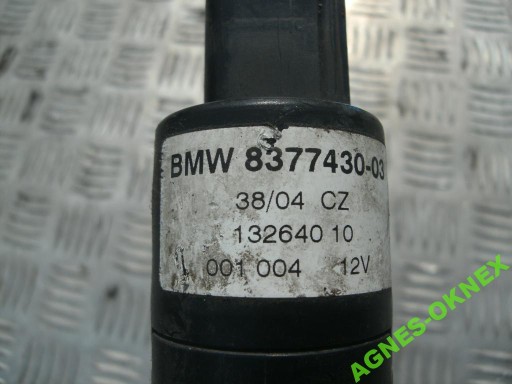 BMW 8377430-03
38/04 CZ
132640 10
001 004 12V
AGNES-OKNEX